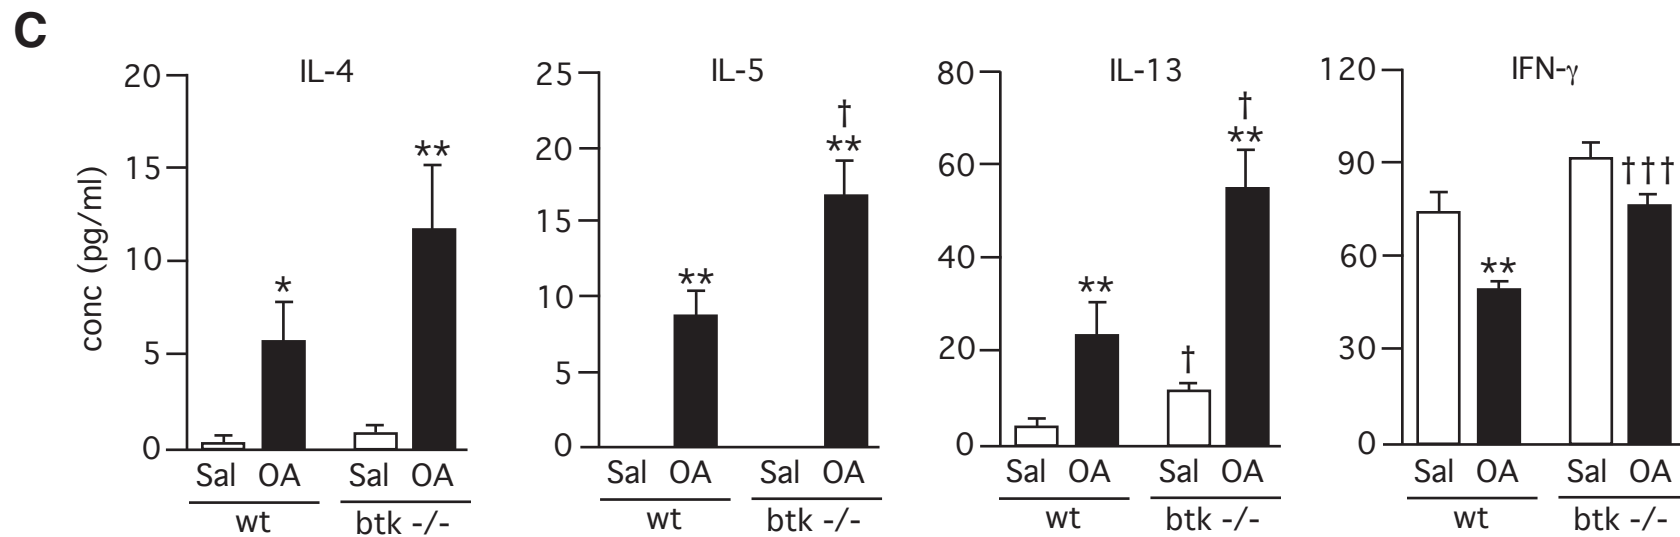 C
IL-4
20
15
10
5
0
conc (pg/ml)
*
**
Sal OA Sal OA
wt btk -/-
IL-5
25
20
15
10
5
0
**
†
**
Sal OA Sal OA
wt btk -/-
IL-13
80
60
40
20
0
**
†
†
**
Sal OA Sal OA
wt btk -/-
IFN-γ
120
90
60
30
0
**
†††
Sal OA Sal OA
wt btk -/-